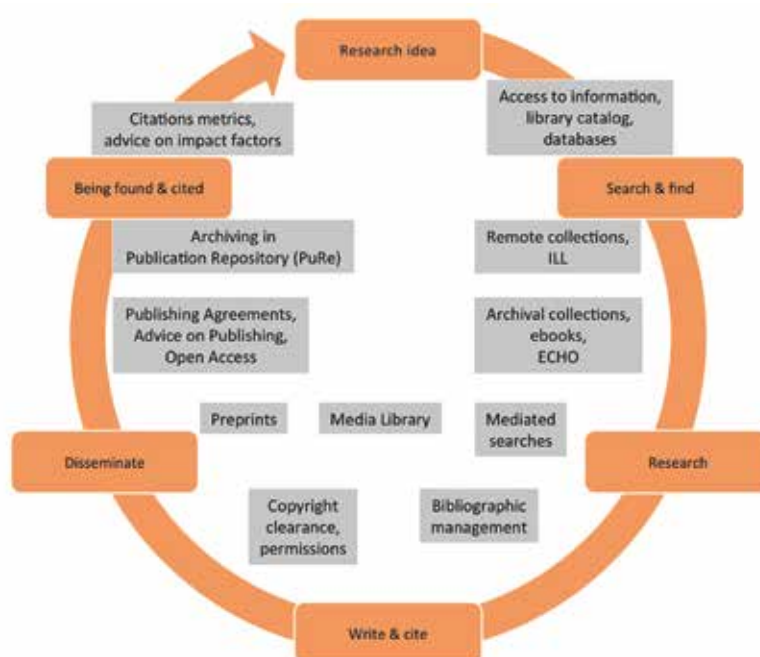 Research idea
Access to Information,
library catalog,
databases
Citations metrics,
advice on impact factors
Being found & cited
Search & find
Archiving in
Publication Repository (PuRe)
Remote collections,
ILL
Publishing Agreements,
Advice on Publishing,
Open Access
Archival collections,
ebooks,
ECHO
Preprints
Media Library
Mediated
searches
Disseminate
Research
Copyright
clearance,
permissions
Bibliographic
management
Write & cite